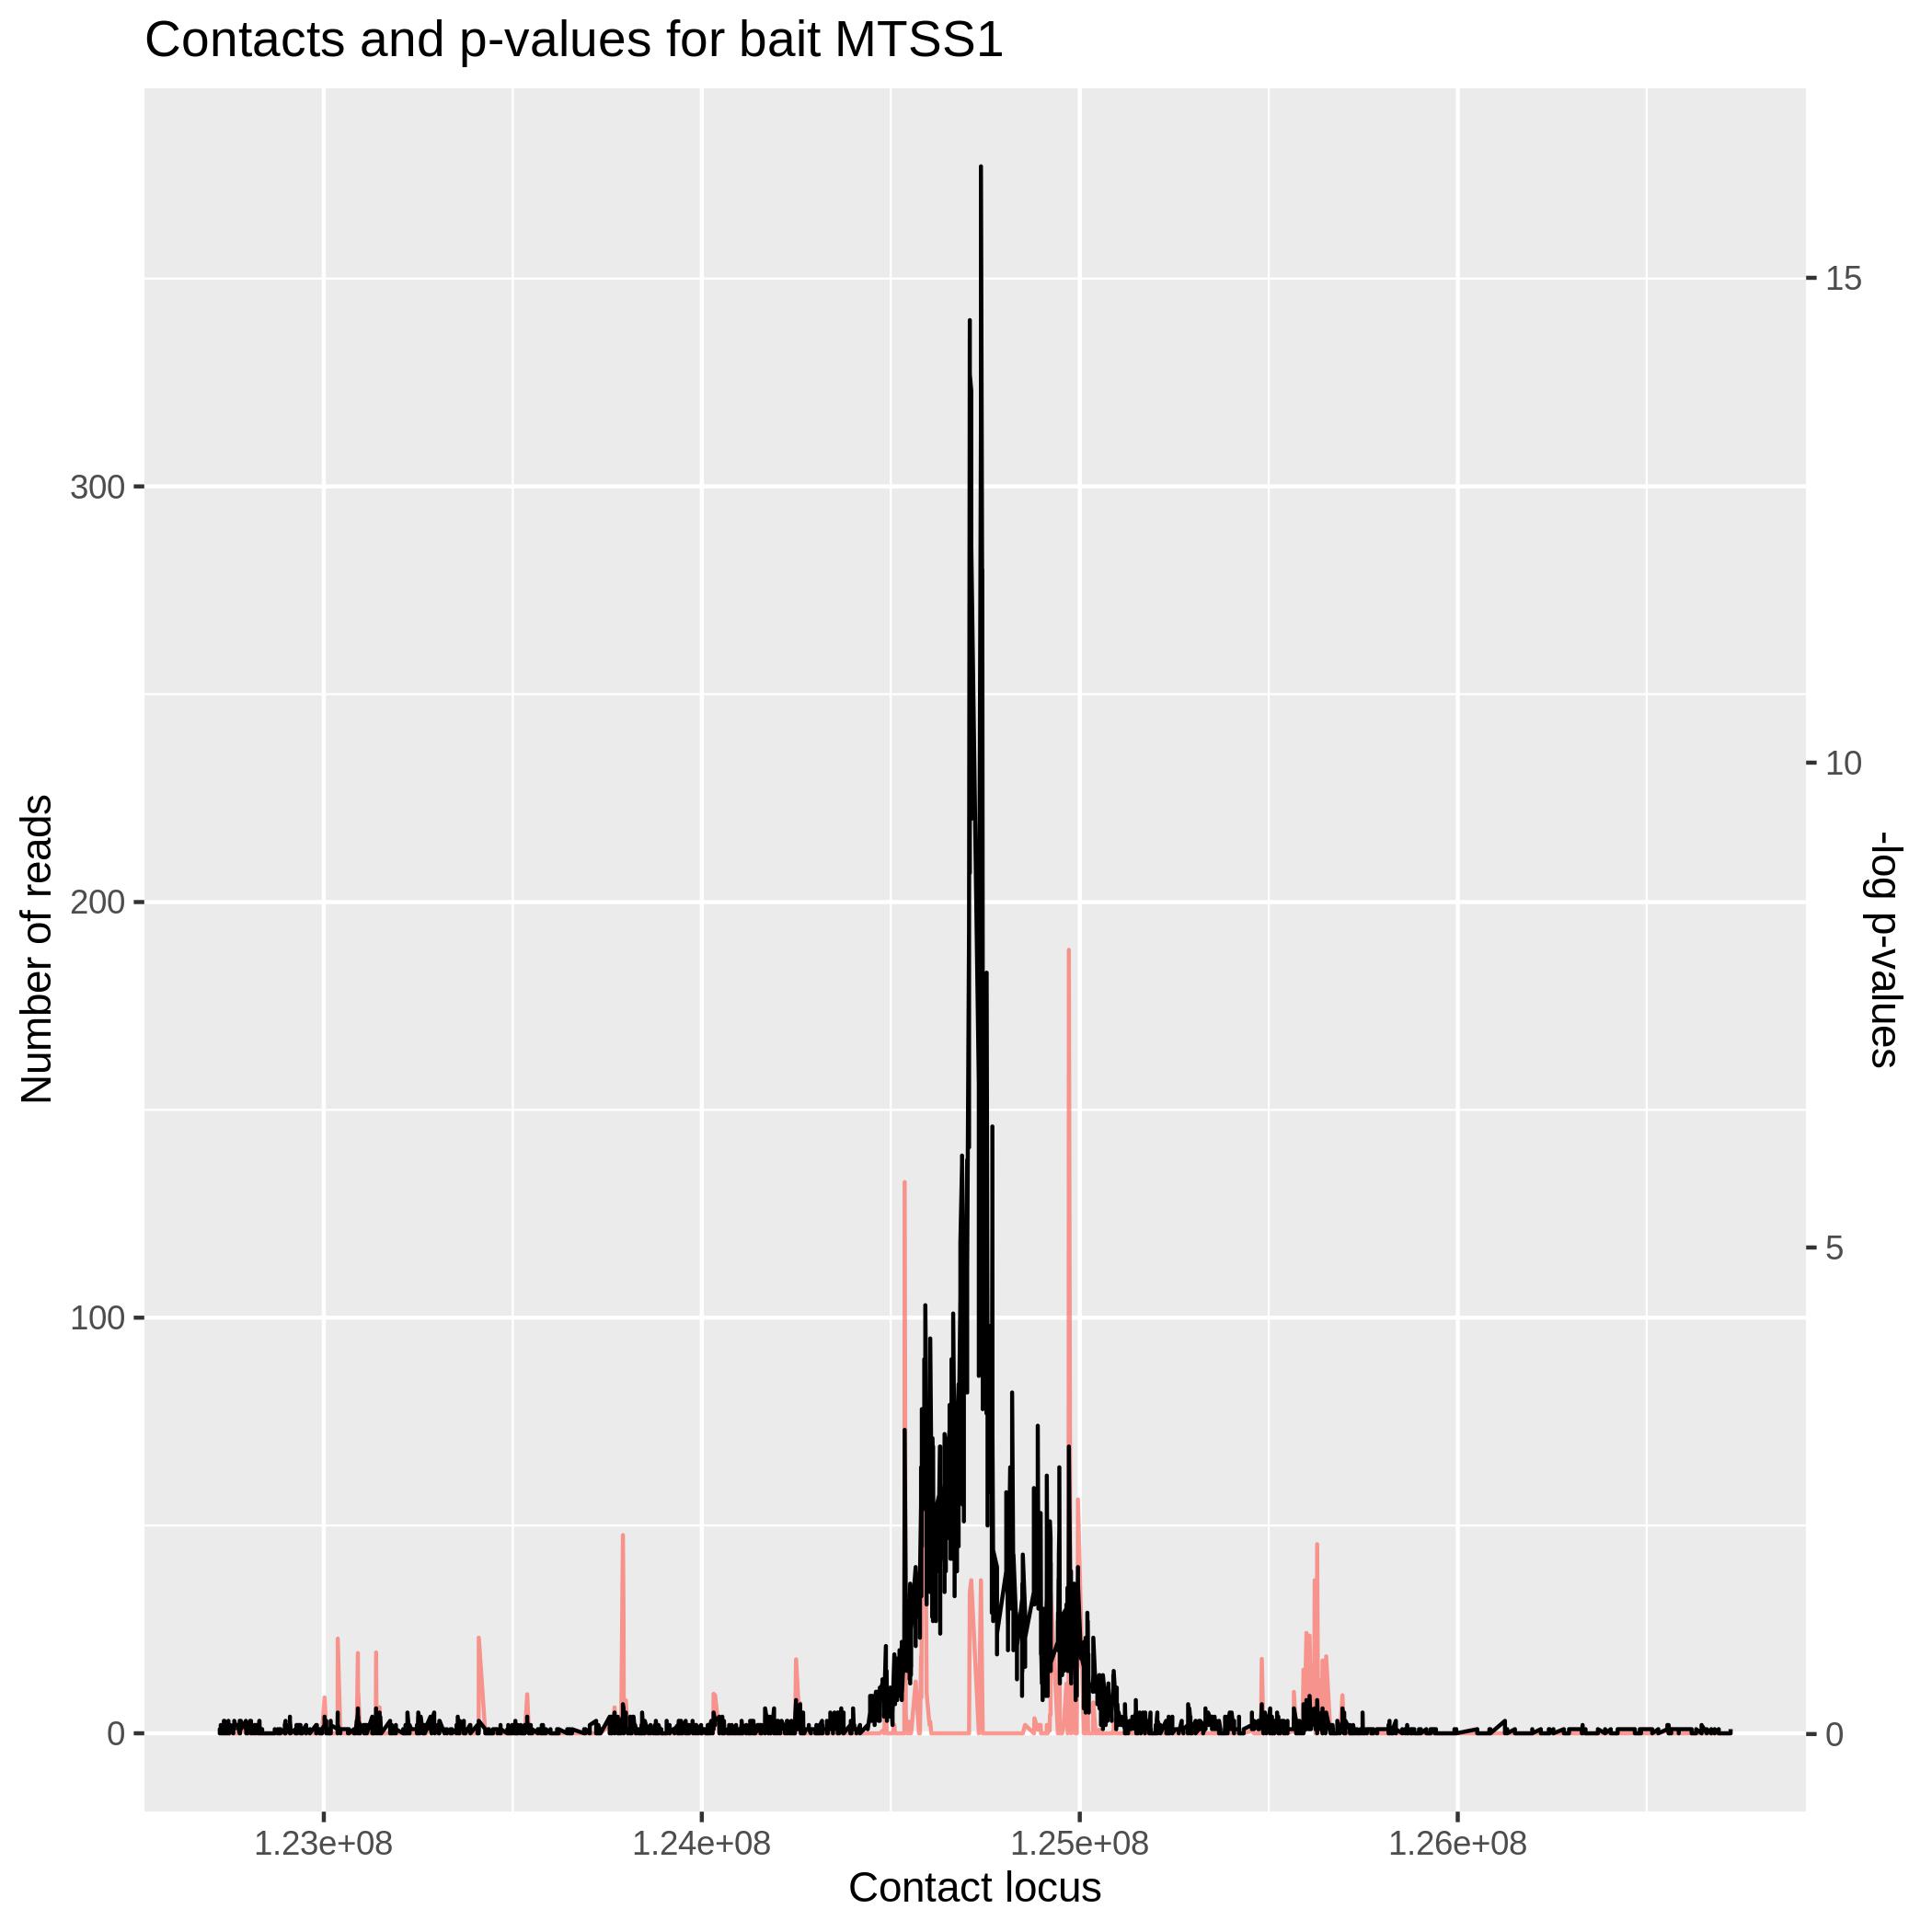 Contacts and p-values for bait MTSS1
Number of reads
300
200
100
0
15
10
5
0
-log p-values
1.23e+08
1.24e+08
1.25e+08
1.26e+08
Contact locus